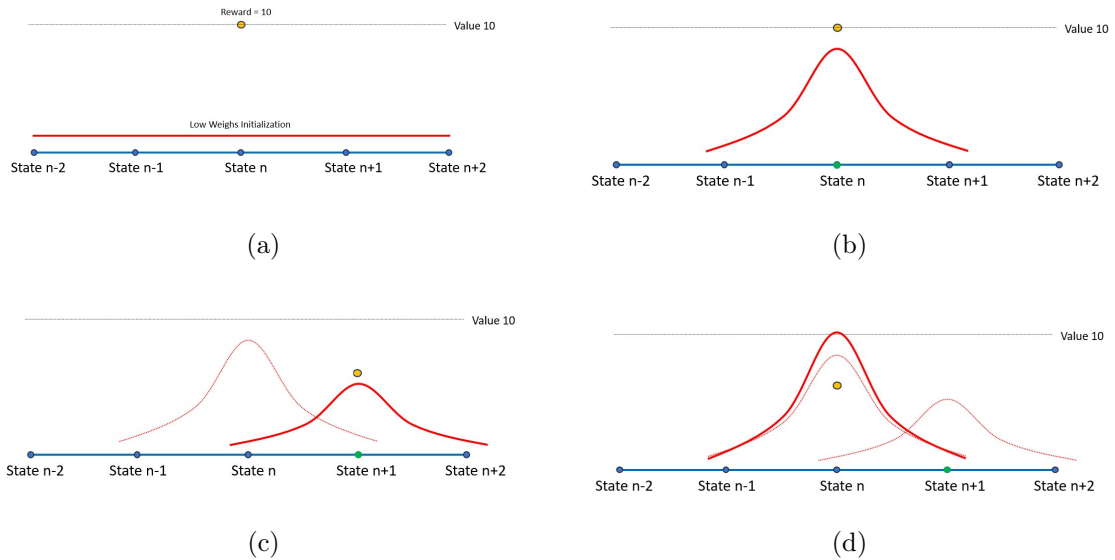 Reward = 10
Value 10
Low Weighs Initialization
State n-2 State n-1 State n State n+1 State n+2
(a)
Value 10
State n-2 State n-1 State n State n+1 State n+2
(b)
Value 10
State n-2 State n-1 State n State n+1 State n+2
(c)
Value 10
State n-2 State n-1 State n State n+1 State n+2
(d)